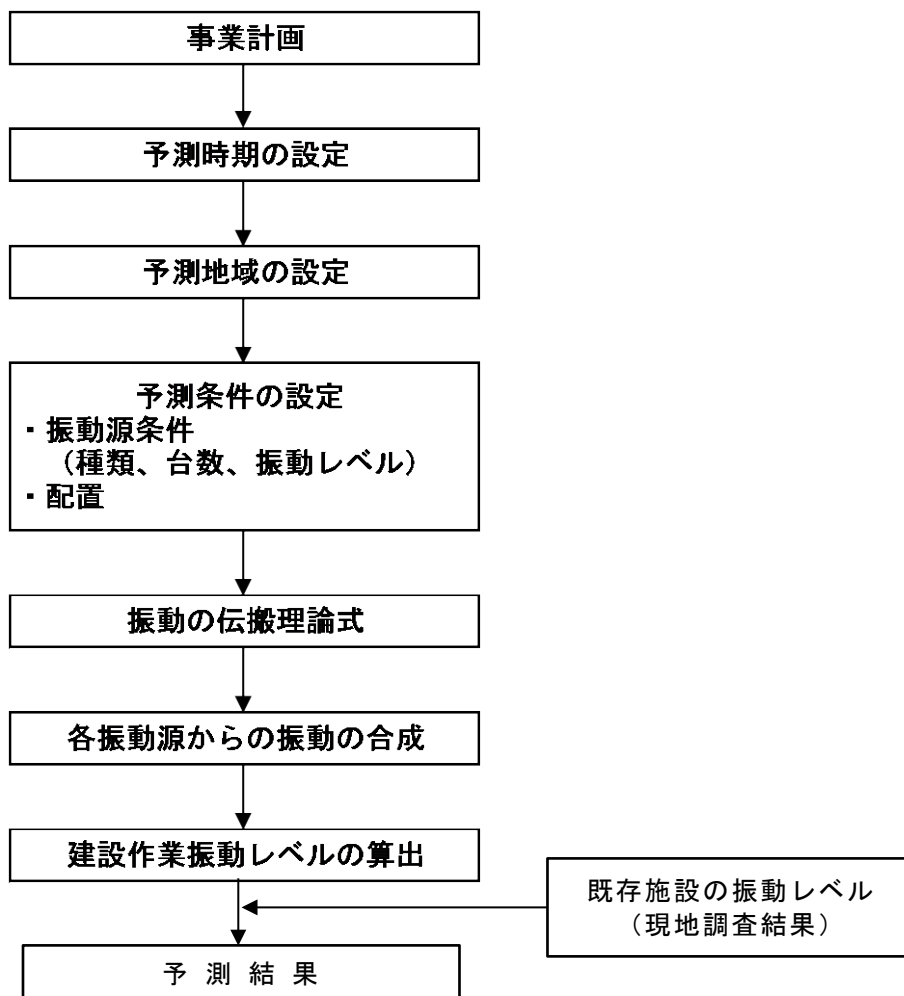 事業計画
予測時期の設定
予測地域の設定
予測条件の設定
・振動源条件
（種類、台数、振動レベル）
・配置
振動の伝搬理論式
各振動源からの振動の合成
建設作業振動レベルの算出
既存施設の振動レベル
（現地調査結果）
予 測 結 果